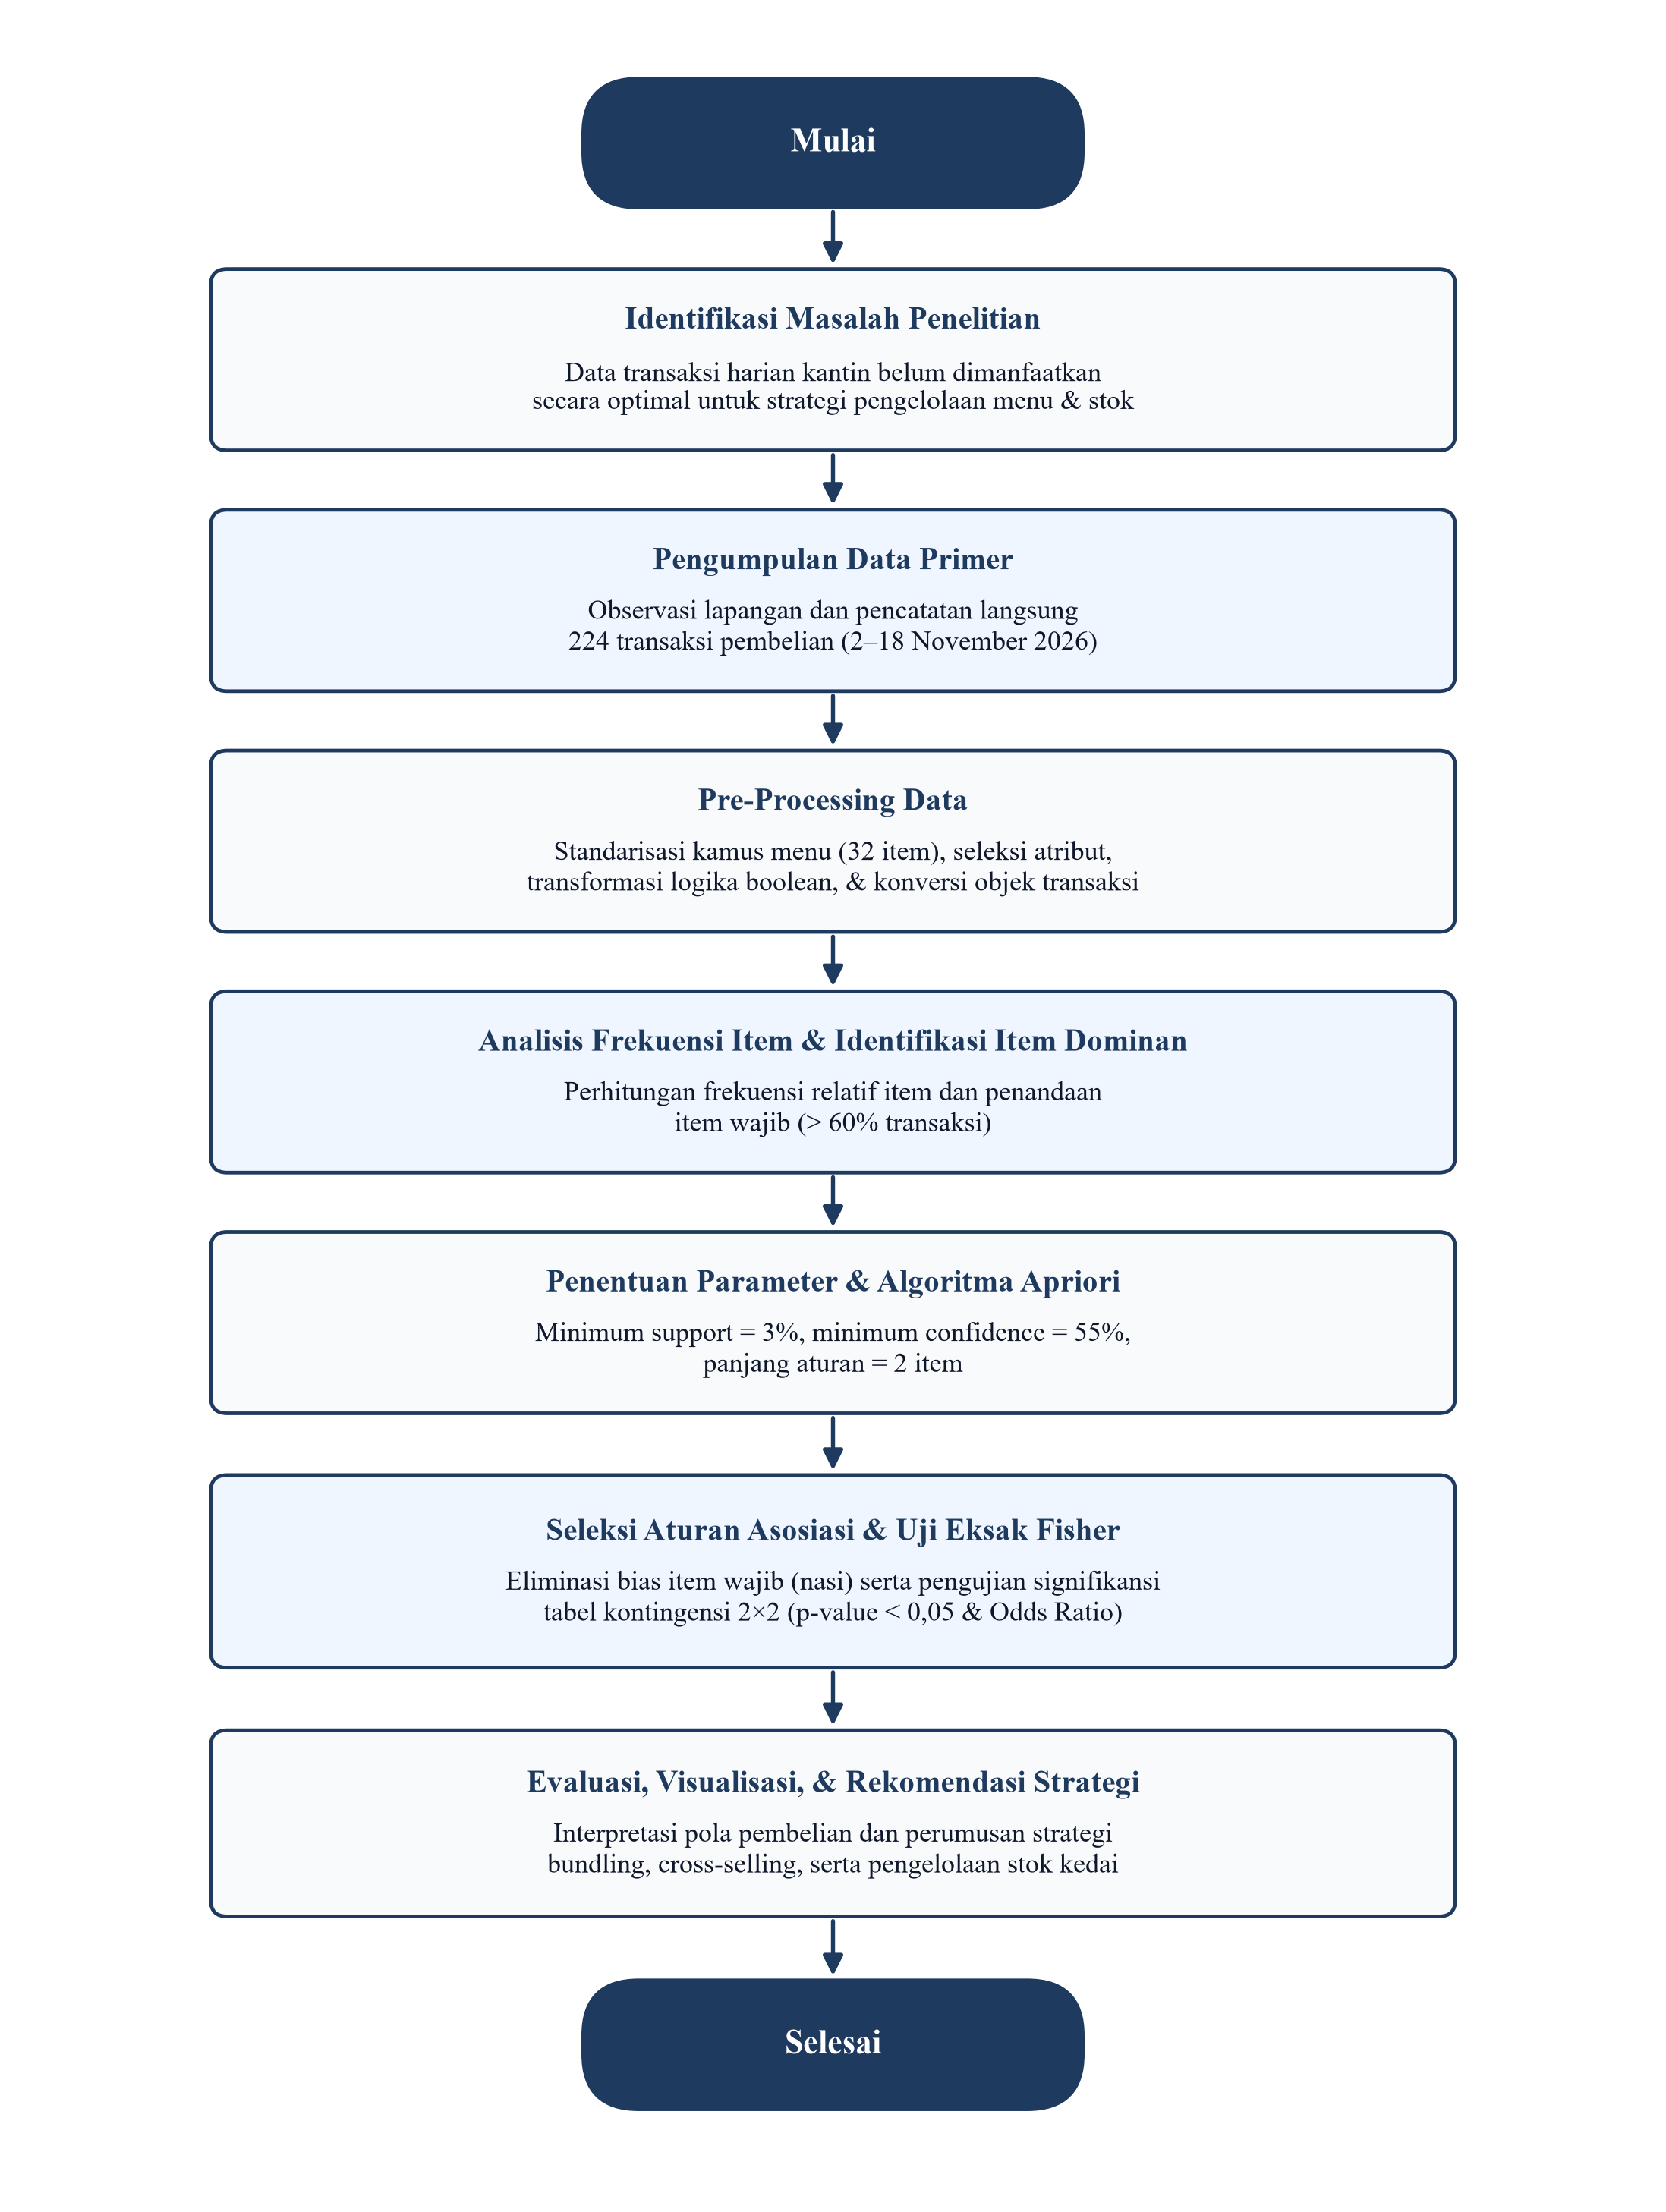 Mulai
Identifikasi Masalah Penelitian
Data transaksi harian kantin belum dimanfaatkan
secara optimal untuk strategi pengelolaan menu & stok
Pengumpulan Data Primer
Observasi lapangan dan pencatatan langsung
224 transaksi pembelian (2–18 November 2026)
Pre-Processing Data
Standarisasi kamus menu (32 item), seleksi atribut,
transformasi logika boolean, & konversi objek transaksi
Analisis Frekuensi Item & Identifikasi Item Dominan
Perhitungan frekuensi relatif item dan penandaan
item wajib (> 60% transaksi)
Penentuan Parameter & Algoritma Apriori
Minimum support = 3%, minimum confidence = 55%,
panjang aturan = 2 item
Seleksi Aturan Asosiasi & Uji Eksak Fisher
Eliminasi bias item wajib (nasi) serta pengujian signifikansi
tabel kontingensi 2×2 (p-value < 0,05 & Odds Ratio)
Evaluasi, Visualisasi, & Rekomendasi Strategi
Interpretasi pola pembelian dan perumusan strategi
bundling, cross-selling, serta pengelolaan stok kedai
Selesai